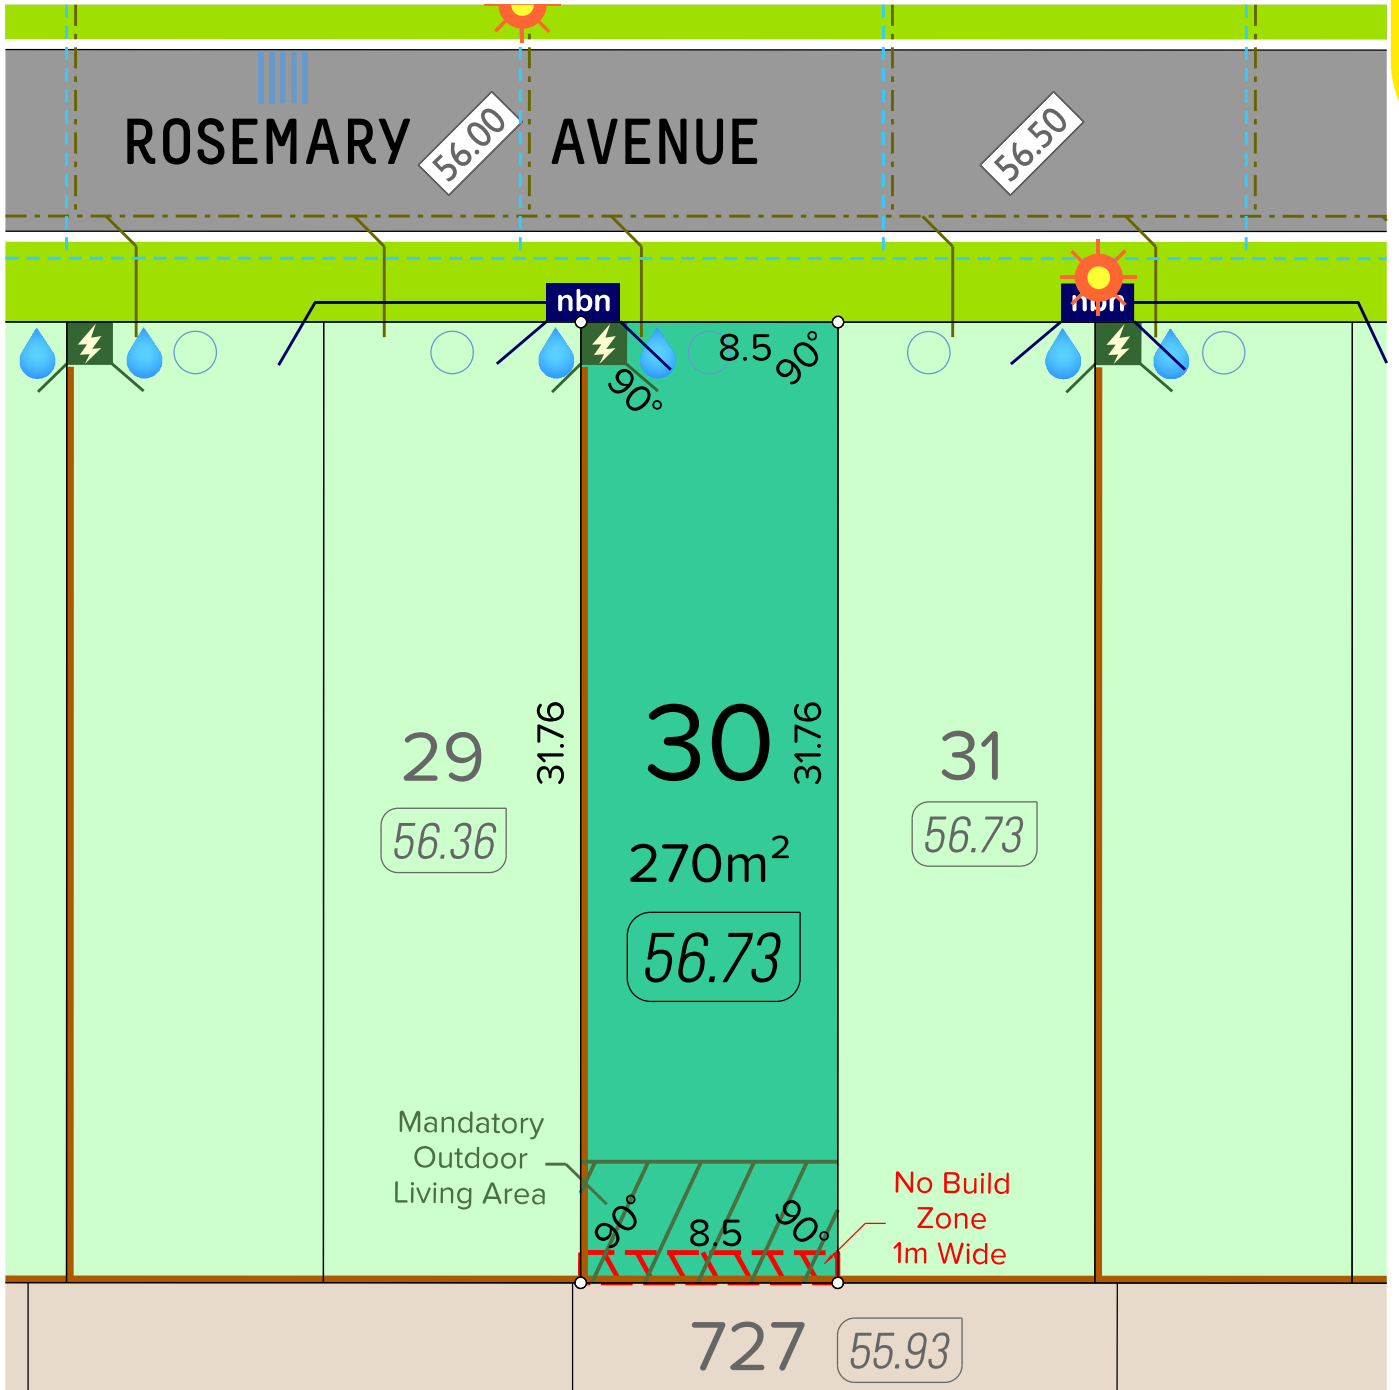 ROSEMARY AVENUE
56.00
56.50
nbn
nbn
8.5
90°
90°
31.76
30
31.76
29
56.36
270m²
56.73
31
56.73
Mandatory
Outdoor
Living Area
90°
8.5
90°
No Build
Zone
1m Wide
727
55.93